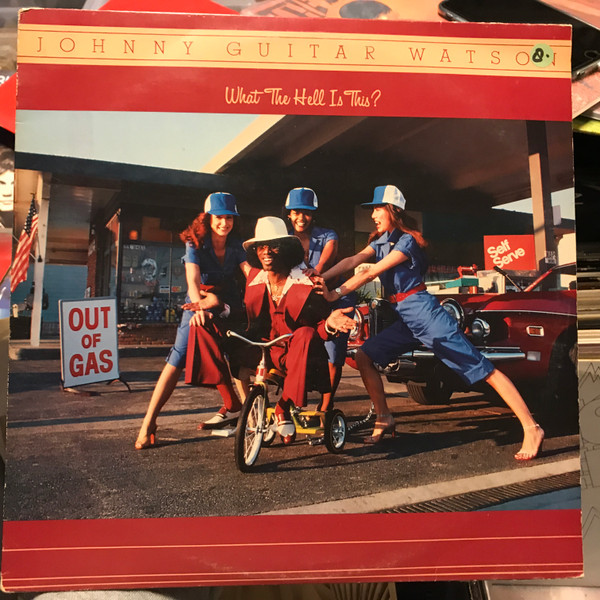 JOHNNY GUITAR WATSON
What The Hell Is This?
Self
Serve
OUT
OF
GAS